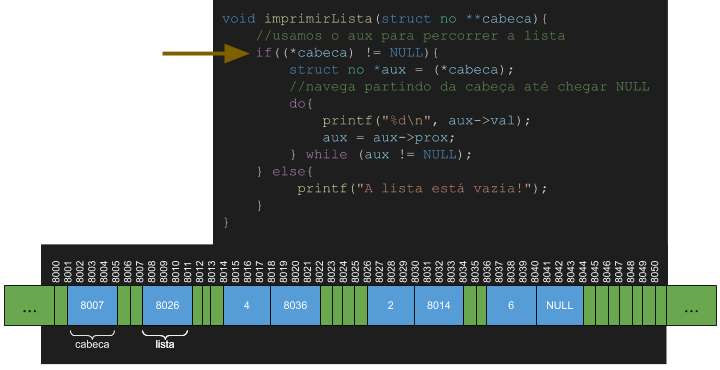 void imprimirLista(struct no **cabeca){
//usamos o aux para percorrer a lista
if((*cabeca) != NULL){
struct no *aux = (*cabeca);
//navega partindo da cabeça até chegar NULL
do{
printf("%d\n", aux->val);
aux = aux->prox;
} while (aux != NULL);
} else{
printf("A lista está vazia!");
}
}
8000 8001 8002 8003 8004 8005 8006 8007 8008 8009 8010 8011 8012 8013 8014 8015 8016 8017 8018 8019 8020 8021 8022 8023 8024 8025 8026 8027 8028 8029 8030 8031 8032 8033 8034 8035 8036 8037 8038 8039 8040 8041 8042 8043 8044 8045 8046 8047 8048 8049 8050
... 8007 8026 4 8036 2 8014 6 NULL ...
cabeca lista